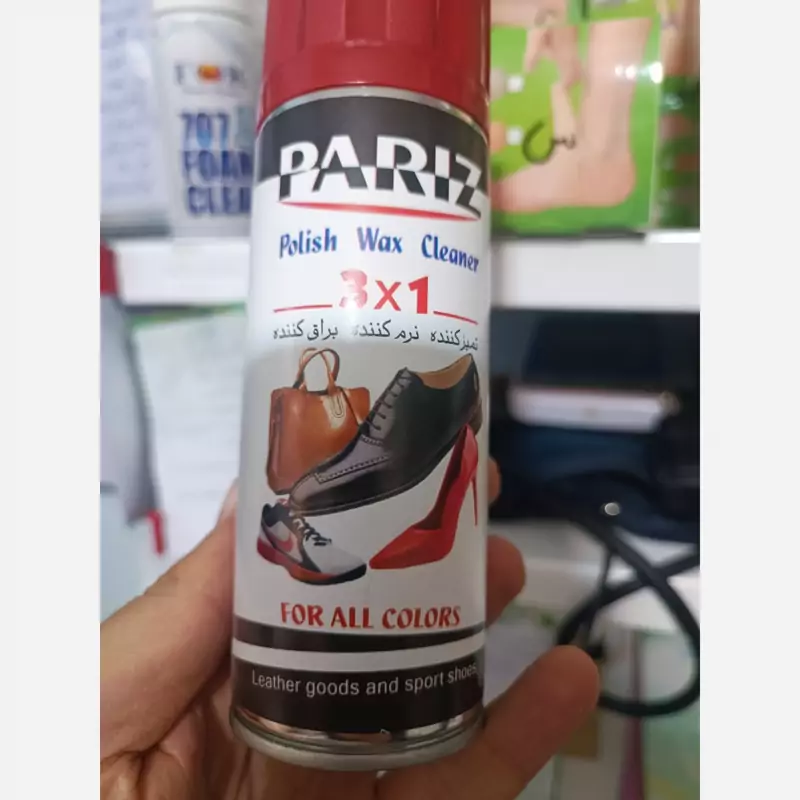 707
FOAM
PARIZ
Polish Wax Cleaner
3x1
تمیزکننده نرم کننده براق کننده
FOR ALL COLORS
Leather goods and sport shoes
س